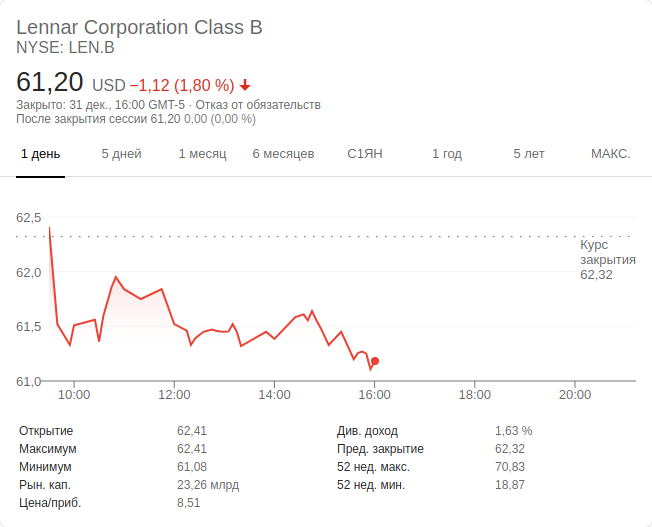 Lennar Corporation Class B
NYSE: LEN.B
61,20 USD −1,12 (1,80 %)
Закрыто: 31 дек., 16:00 GMT-5 · Отказ от обязательств
После закрытия сессии 61,20 0,00 (0,00 %)
1 день 5 дней 1 месяц 6 месяцев С1ЯН 1 год 5 лет МАКС.
62,5
Курс
закрытия
62,32
62,0
61,5
61,0
10:00 12:00 14:00 16:00 18:00 20:00
Открытие 62,41 Див. доход 1,63 %
Максимум 62,41 Пред. закрытие 62,32
Минимум 61,08 52 нед. макс. 70,83
Рын. кап. 23,26 млрд 52 нед. мин. 18,87
Цена/приб. 8,51